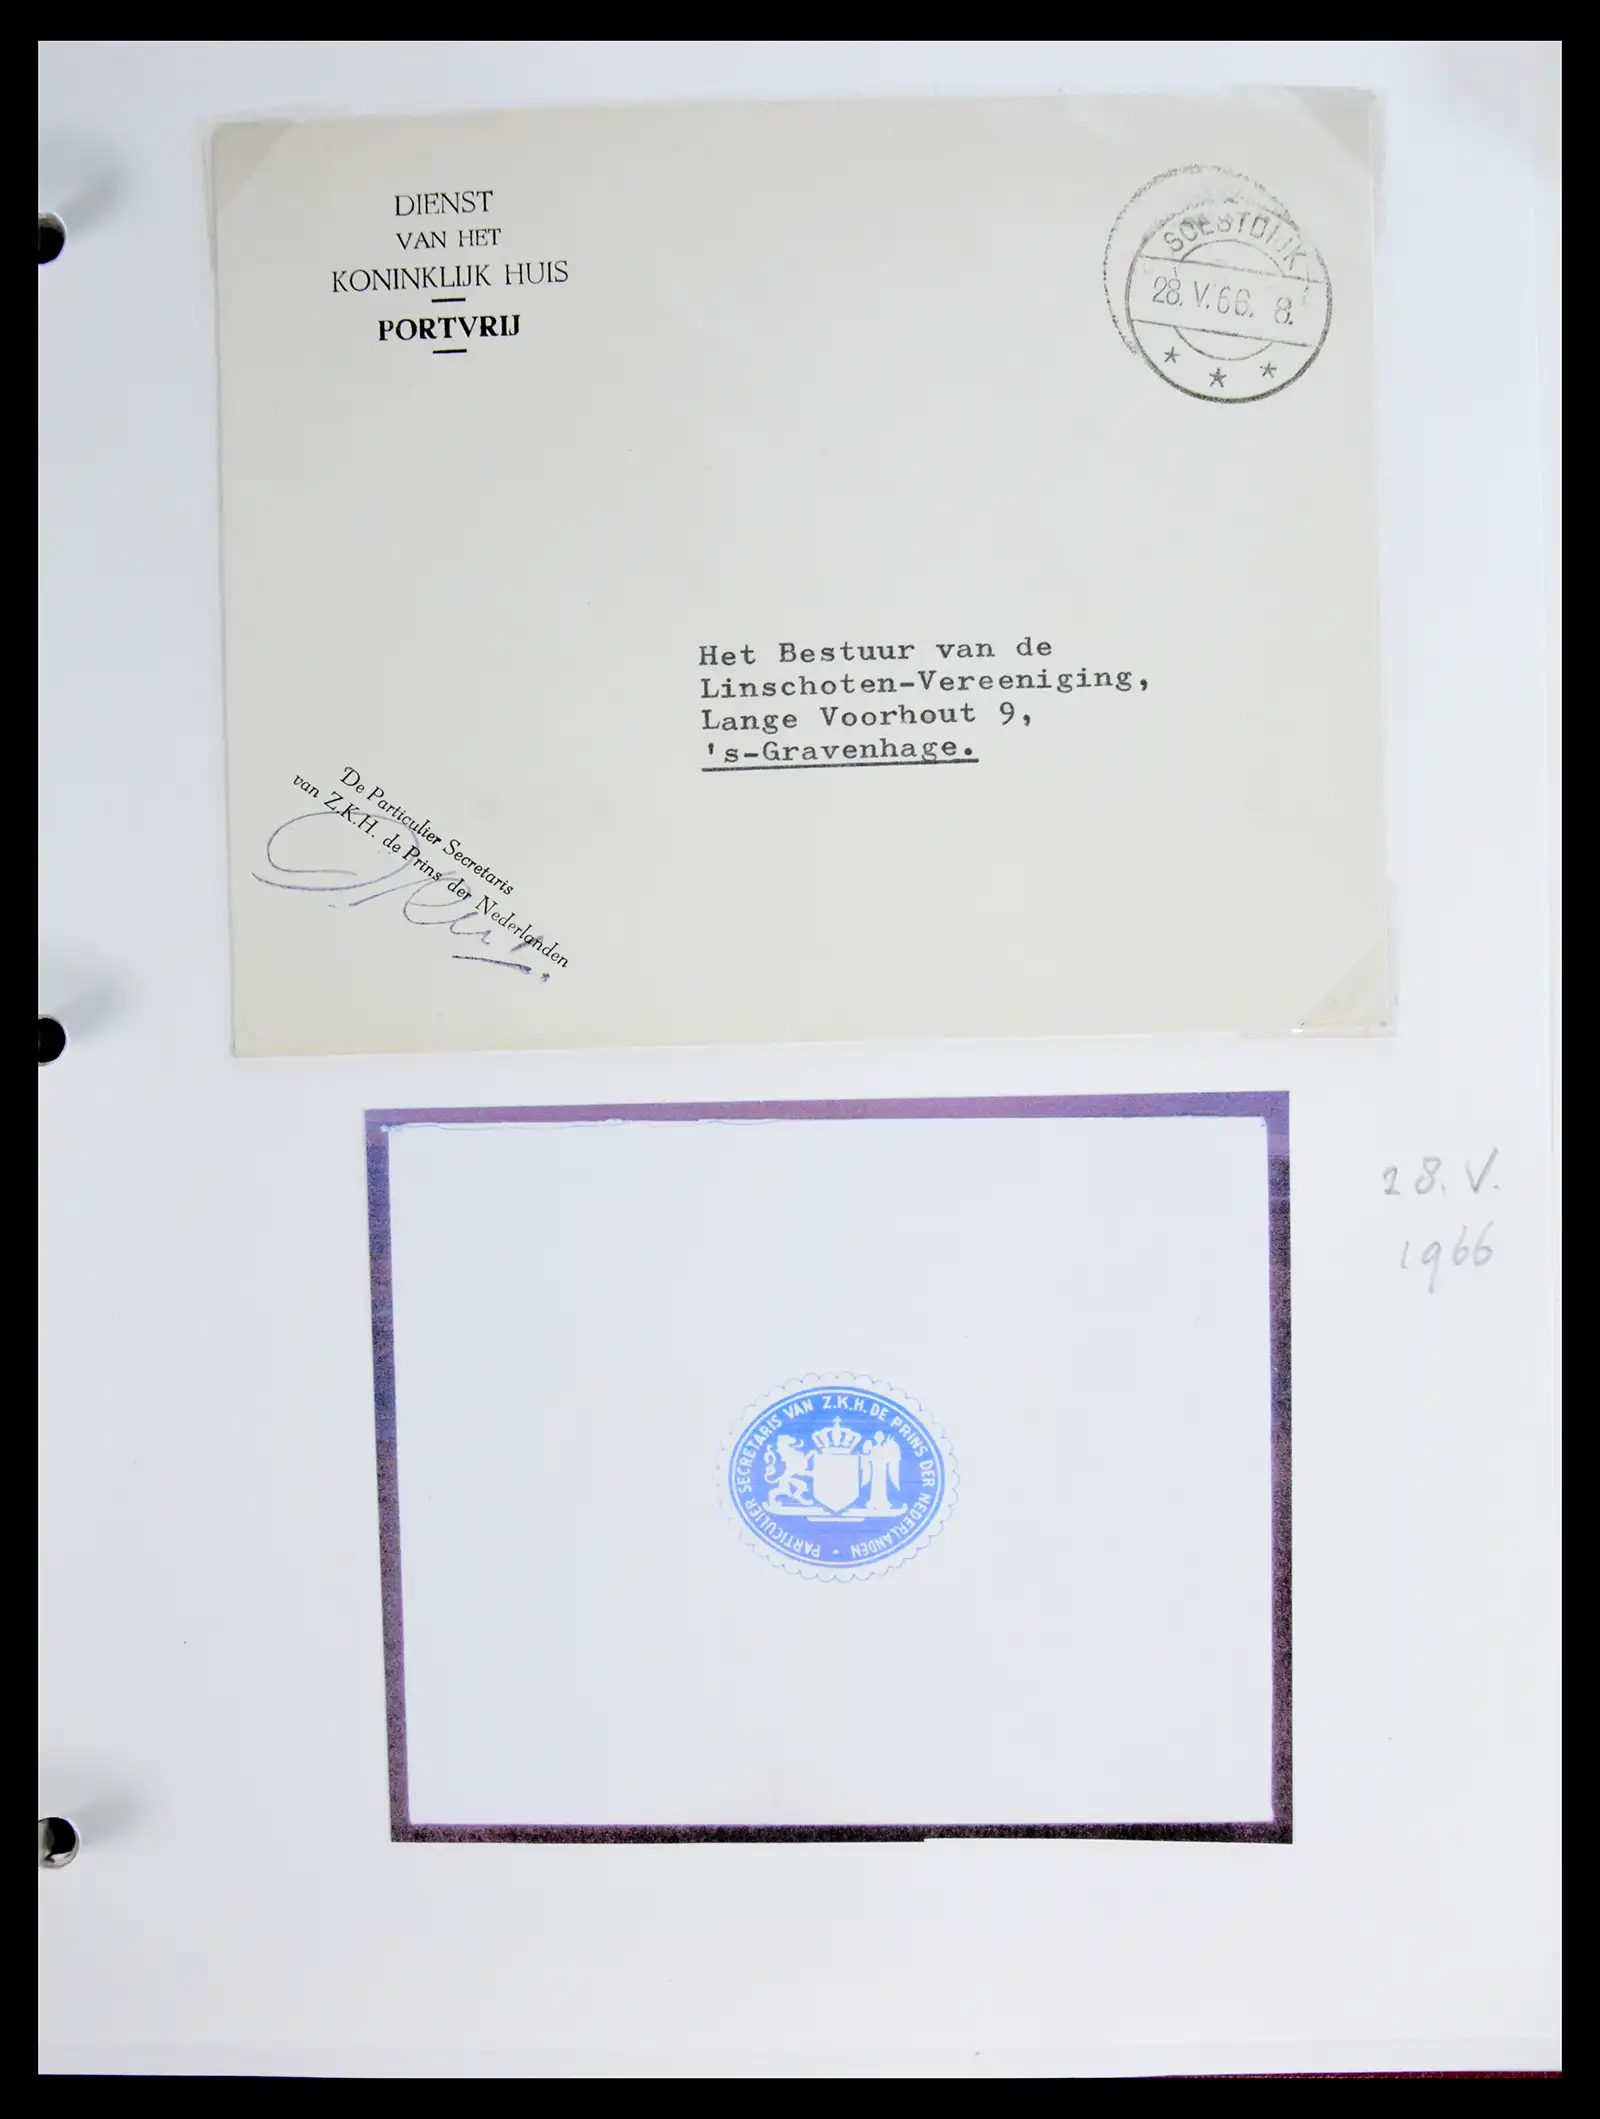 DIENST
VAN HET
KONINKLIJK HUIS
PORTVRIJ
SOESTDIJK
28.V.66. 8.
* * *
Het Bestuur van de
Linschoten-Vereeniging,
Lange Voorhout 9,
's-Gravenhage.
De Particulier Secretaris
van Z.K.H. de Prins der Nederlanden
28. V.
1966
PARTICULIER SECRETARIS VAN Z.K.H. DE PRINS DER NEDERLANDEN